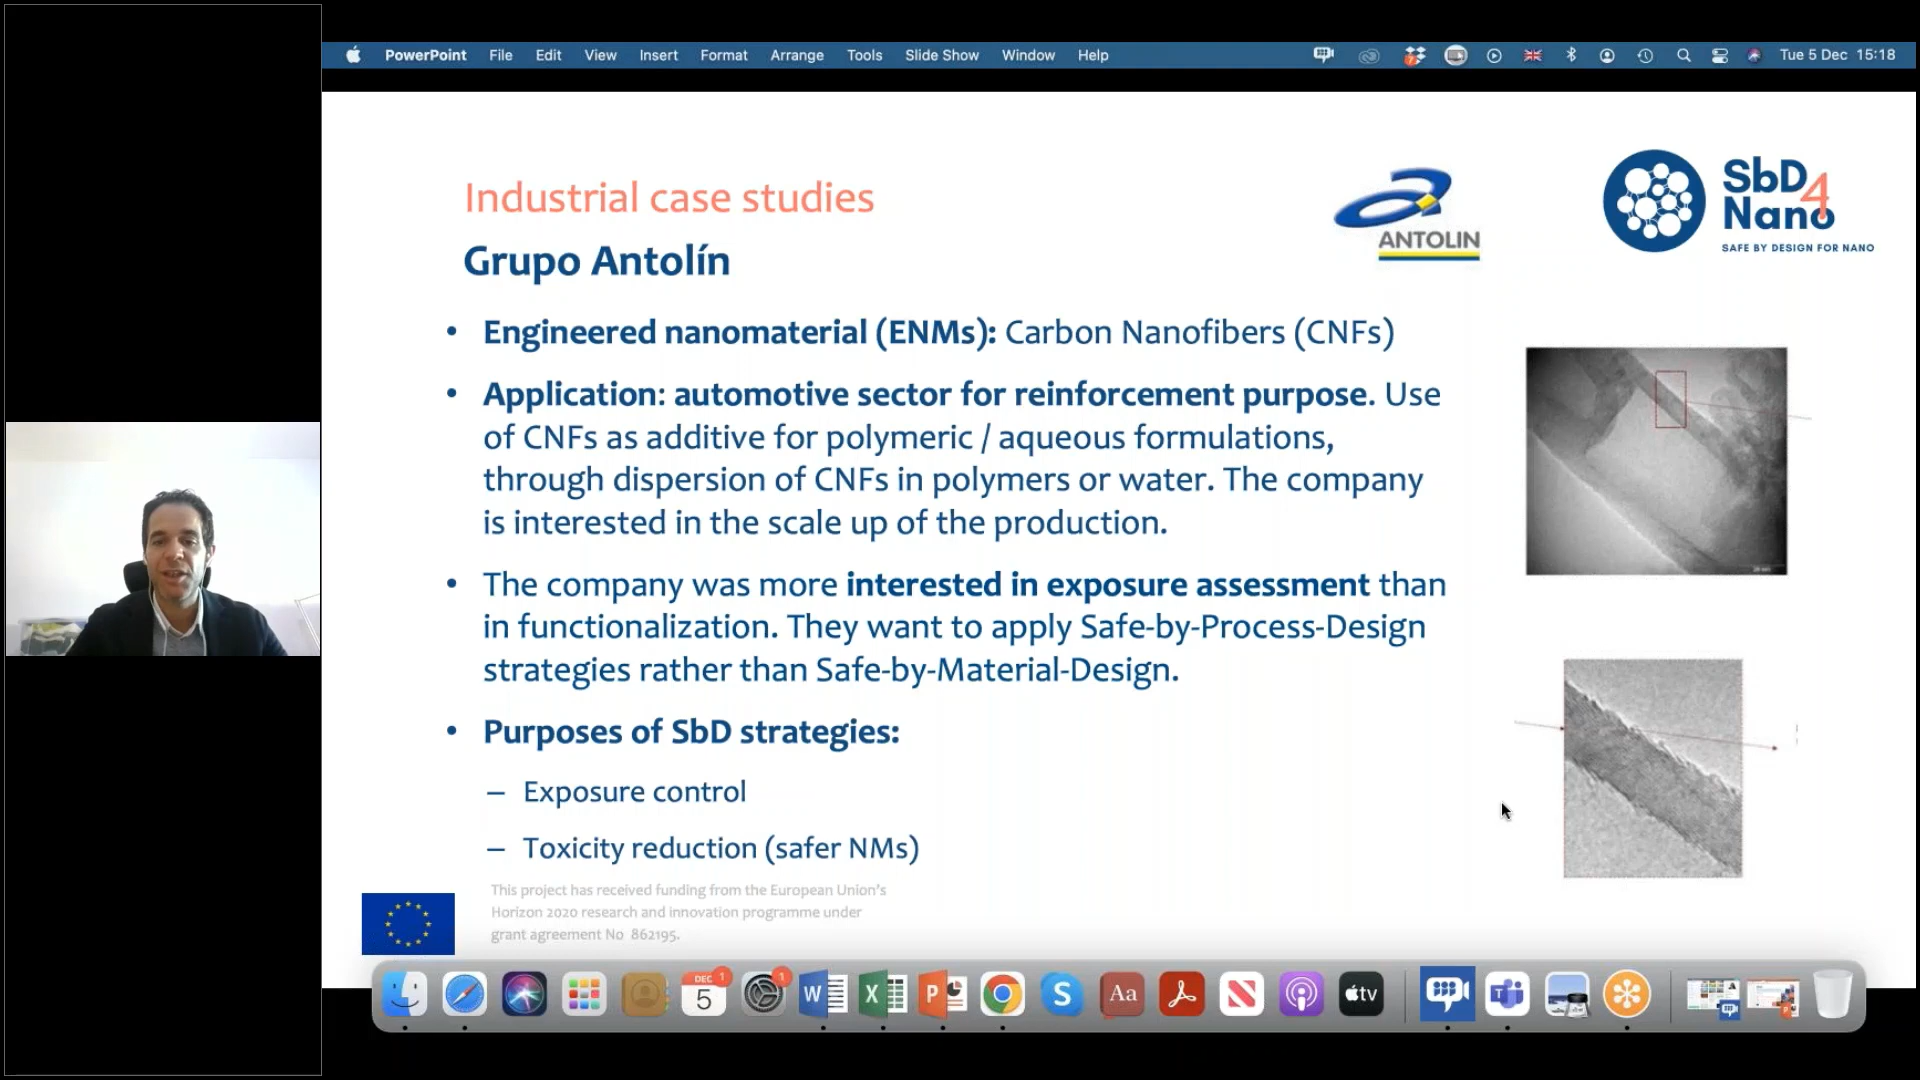 PowerPoint File Edit View Insert Format Arrange Tools Slide Show Window Help Tue 5 Dec 15:18
Industrial case studies
Grupo Antolín
ANTOLIN
SbD4
Nano
SAFE BY DESIGN FOR NANO
• Engineered nanomaterial (ENMs): Carbon Nanofibers (CNFs)
• Application: automotive sector for reinforcement purpose. Use
of CNFs as additive for polymeric / aqueous formulations,
through dispersion of CNFs in polymers or water. The company
is interested in the scale up of the production.
• The company was more interested in exposure assessment than
in functionalization. They want to apply Safe-by-Process-Design
strategies rather than Safe-by-Material-Design.
• Purposes of SbD strategies:
– Exposure control
– Toxicity reduction (safer NMs)
This project has received funding from the European Union's
Horizon 2020 research and innovation programme under
grant agreement No 862195.
DEC 1
5
1
W
X
P
S
Aa
tv
T